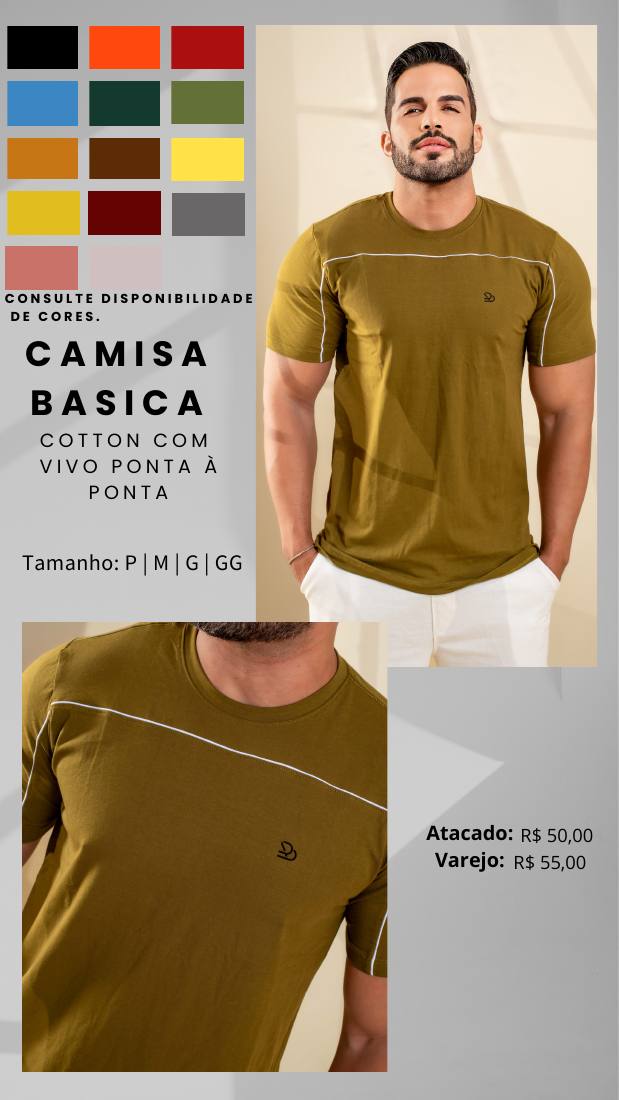 CONSULTE DISPONIBILIDADE
DE CORES.
CAMISA
BASICA
COTTON COM
VIVO PONTA À
PONTA
Tamanho: P | M | G | GG
Atacado: R$ 50,00
Varejo: R$ 55,00